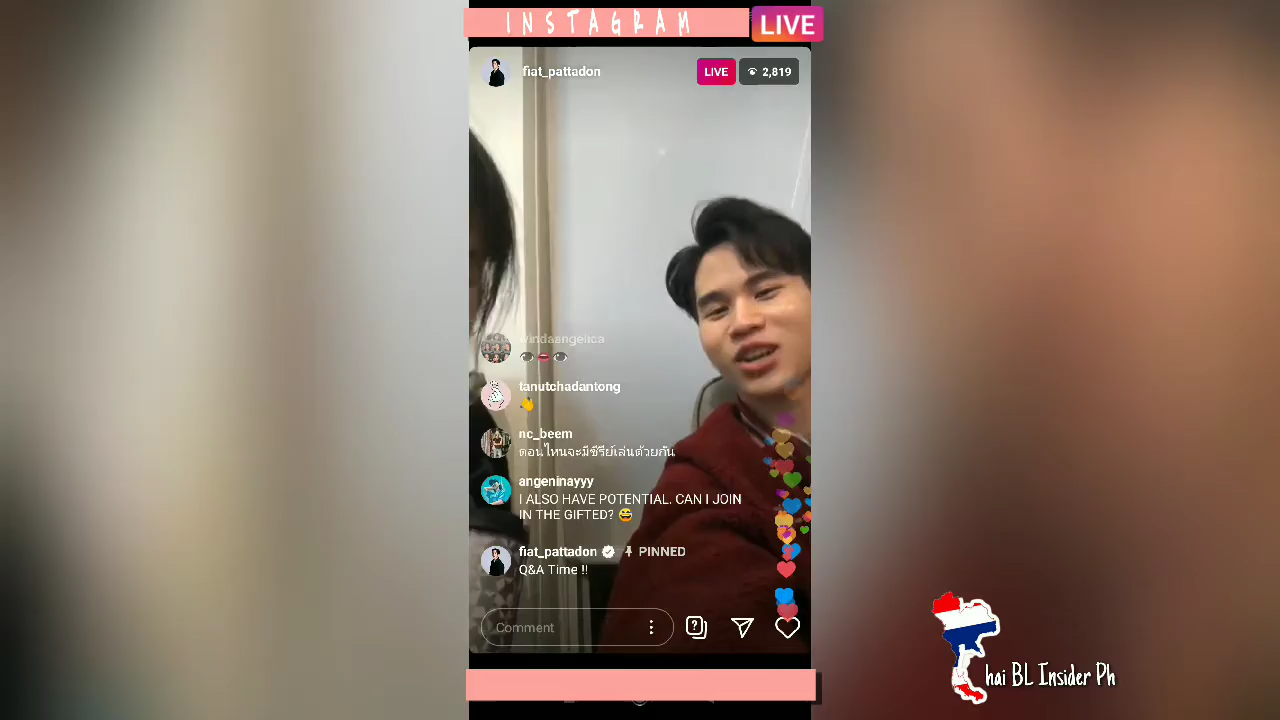 INSTAGRAM
LIVE
fiat_pattadon
LIVE
2,819
windaangelica
tanutchadantong
nc_beem
ตอนไหนจะมีซีรีย์เล่นด้วยกัน
angeninayyy
I ALSO HAVE POTENTIAL. CAN I JOIN
IN THE GIFTED?
fiat_pattadon PINNED
Q&A Time !!
Comment
hai BL Insider Ph